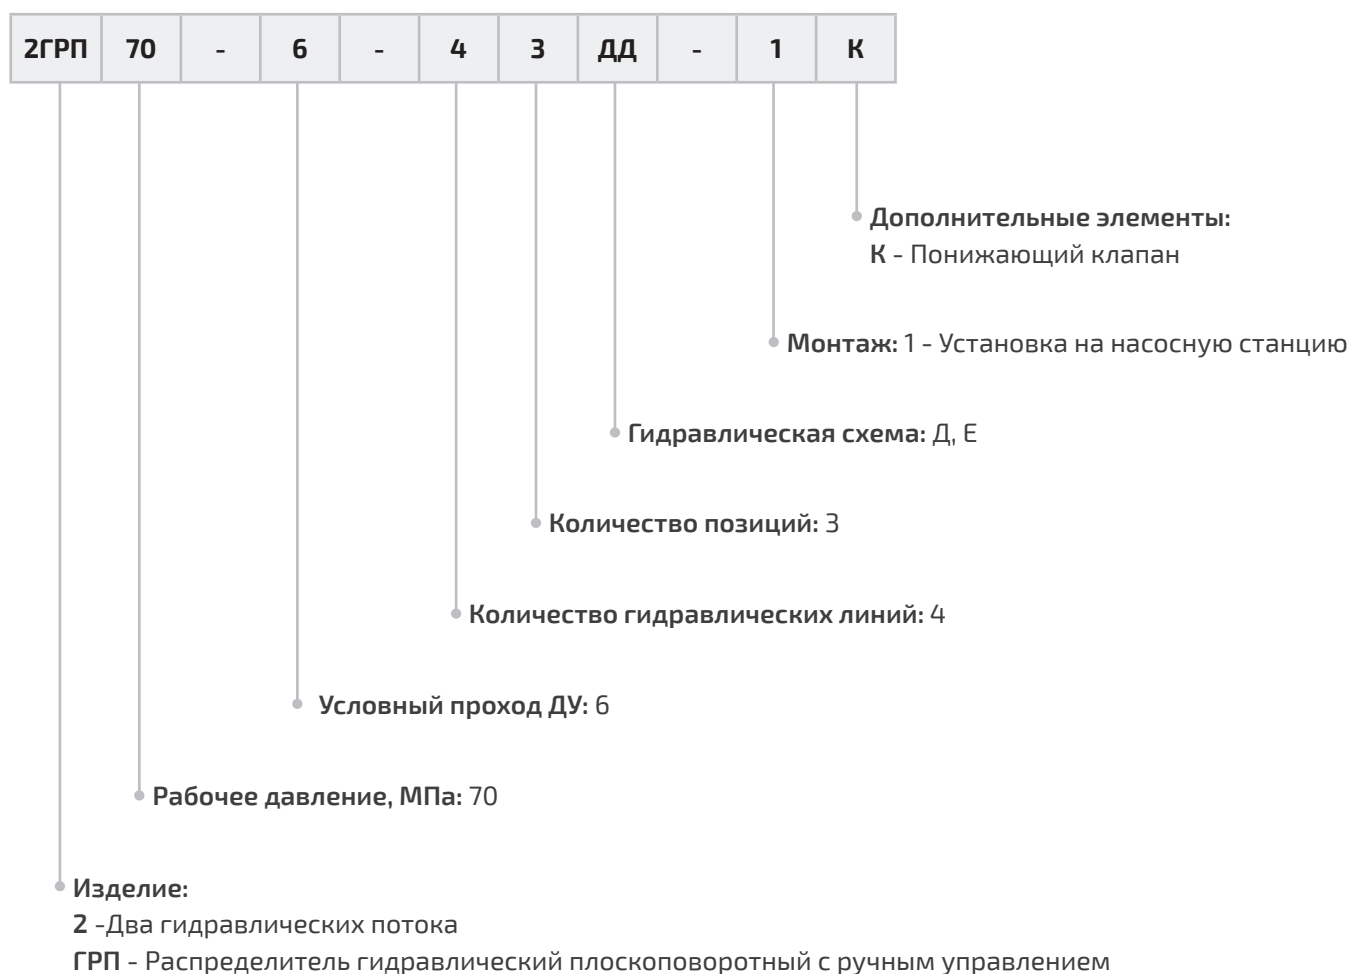 2ГРП 70 - 6 - 4 3 ДД - 1 К
Дополнительные элементы:
К - Понижающий клапан
Монтаж: 1 - Установка на насосную станцию
Гидравлическая схема: Д, Е
Количество позиций: 3
Количество гидравлических линий: 4
Условный проход ДУ: 6
Рабочее давление, МПа: 70
Изделие:
2 -Два гидравлических потока
ГРП - Распределитель гидравлический плоскоповоротный с ручным управлением